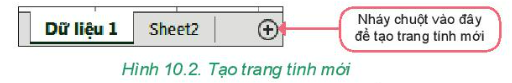 Dữ liệu 1 Sheet2
Nháy chuột vào đây
để tạo trang tính mới
Hình 10.2. Tạo trang tính mới